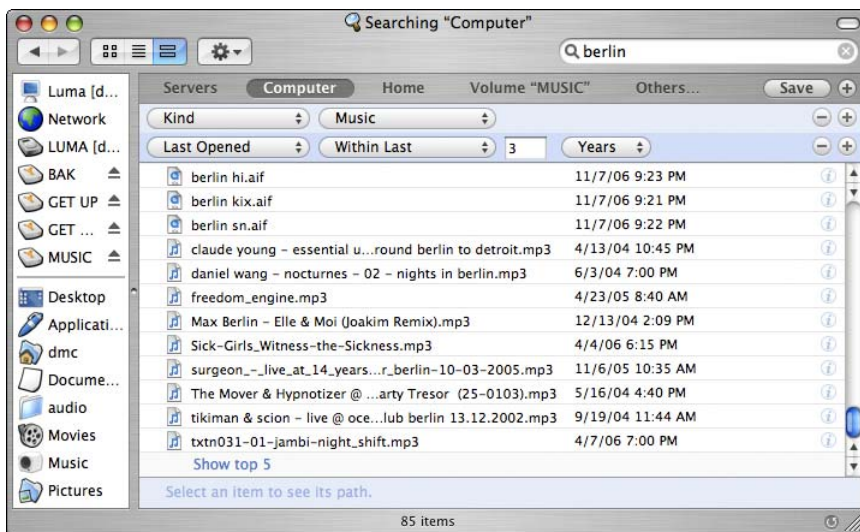 Searching “Computer”
berlin
Servers Computer Home Volume “MUSIC” Others... Save
Kind Music
Last Opened Within Last 3 Years
Luma [d...
Network
LUMA [d...
BAK
GET UP
GET ...
MUSIC
Desktop
Applicati...
dmc
Docume...
audio
Movies
Music
Pictures
berlin hi.aif 11/7/06 9:23 PM
berlin kix.aif 11/7/06 9:21 PM
berlin sn.aif 11/7/06 9:22 PM
claude young – essential u...round berlin to detroit.mp3 4/13/04 10:45 PM
daniel wang – nocturnes – 02 – nights in berlin.mp3 6/3/04 7:00 PM
freedom_engine.mp3 4/23/05 8:40 AM
Max Berlin – Elle & Moi (Joakim Remix).mp3 12/13/04 2:09 PM
Sick-Girls_Witness-the-Sickness.mp3 4/4/06 6:15 PM
surgeon_-_live_at_14_years...r_berlin-10-03-2005.mp3 11/6/05 10:35 AM
The Mover & Hypnotizer @ ...arty Tresor (25-0103).mp3 5/16/04 4:40 PM
tikiman & scion – live @ oce...lub berlin 13.12.2002.mp3 9/19/04 11:44 AM
txtn031-01-jambi-night_shift.mp3 4/7/06 7:00 PM
Show top 5
Select an item to see its path.
85 items